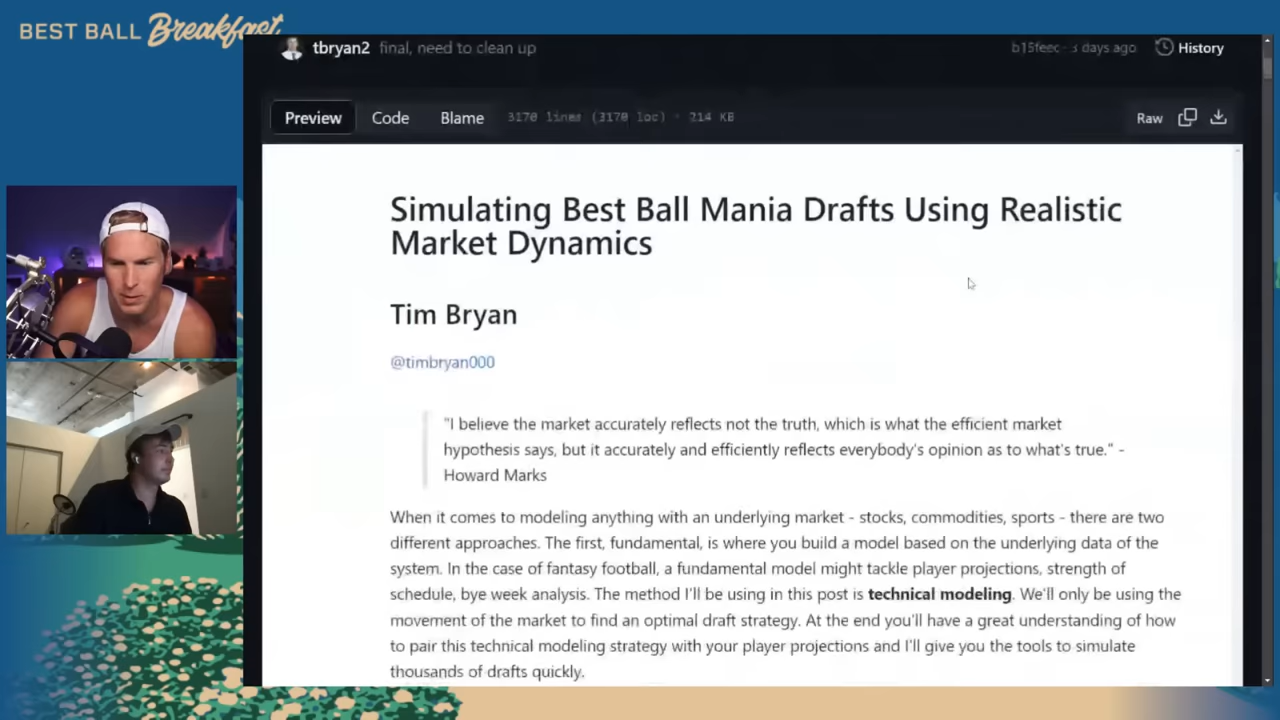 BEST BALL Breakfast
tbryan2 final, need to clean up
b15feec · 3 days ago History
Preview Code Blame 3170 lines (3170 loc) · 214 KB
Raw
Simulating Best Ball Mania Drafts Using Realistic
Market Dynamics
Tim Bryan
@timbryan000
"I believe the market accurately reflects not the truth, which is what the efficient market
hypothesis says, but it accurately and efficiently reflects everybody's opinion as to what's true." -
Howard Marks
When it comes to modeling anything with an underlying market - stocks, commodities, sports - there are two
different approaches. The first, fundamental, is where you build a model based on the underlying data of the
system. In the case of fantasy football, a fundamental model might tackle player projections, strength of
schedule, bye week analysis. The method I'll be using in this post is technical modeling. We'll only be using the
movement of the market to find an optimal draft strategy. At the end you'll have a great understanding of how
to pair this technical modeling strategy with your player projections and I'll give you the tools to simulate
thousands of drafts quickly.